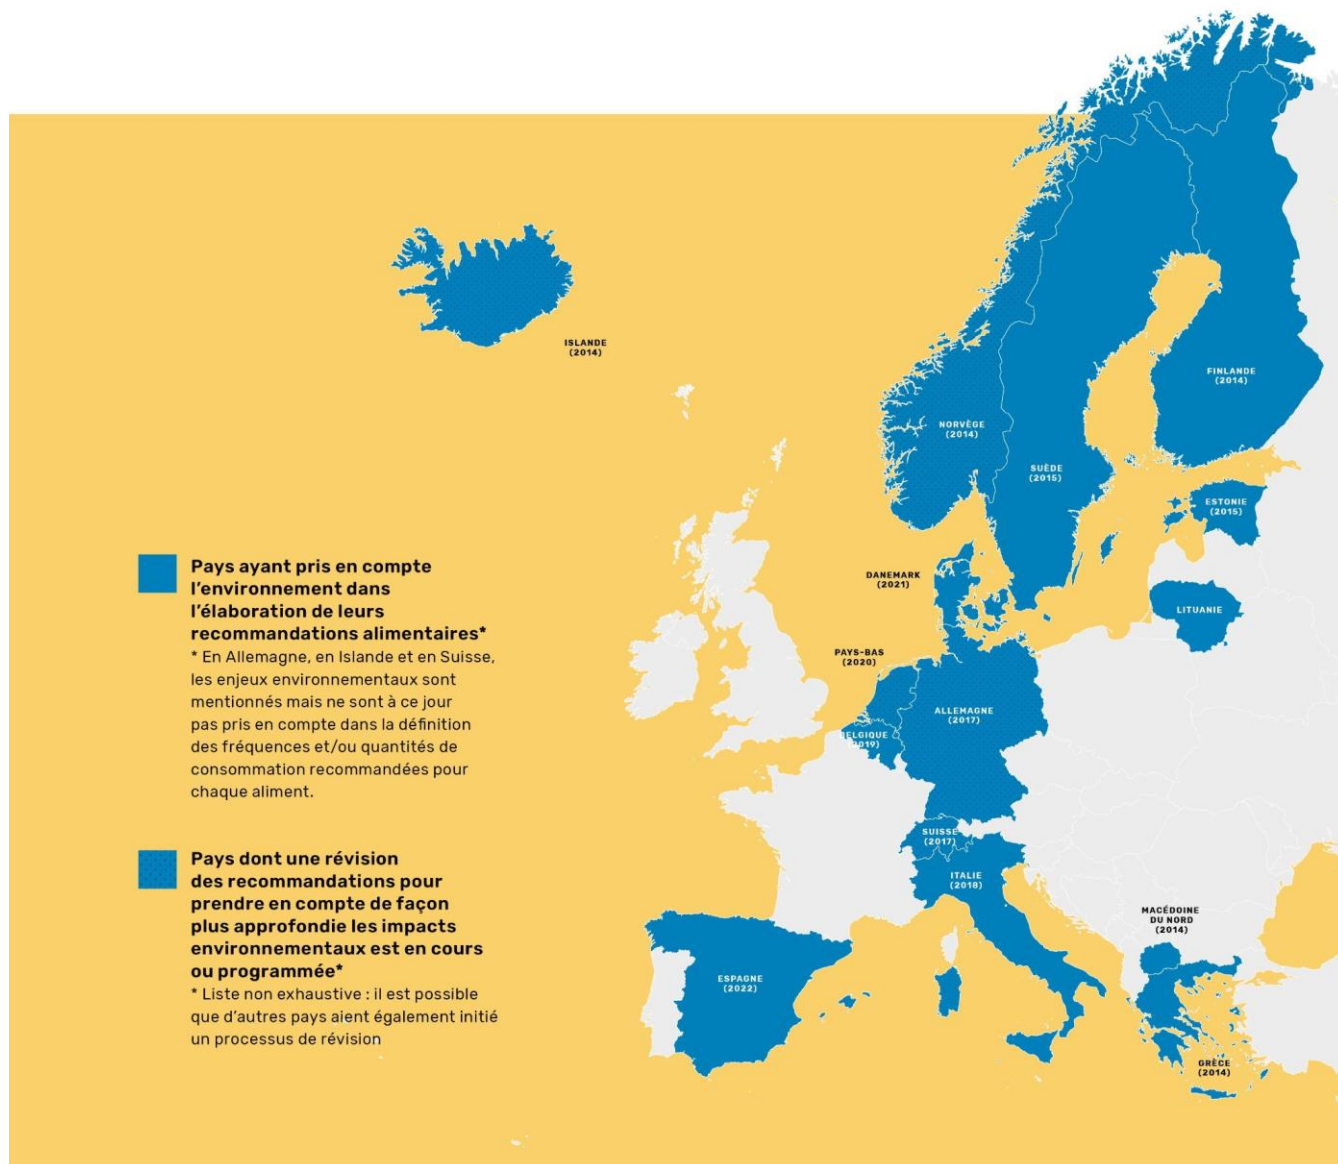 ISLANDE
(2014)
FINLANDE
(2014)
NORVÈGE
(2014)
SUÈDE
(2015)
ESTONIE
(2015)
DANEMARK
(2021)
LITUANIE
PAYS-BAS
(2020)
ALLEMAGNE
(2017)
BELGIQUE
(2019)
SUISSE
(2017)
ITALIE
(2018)
MACÉDOINE
DU NORD
(2014)
ESPAGNE
(2022)
GRÈCE
(2014)
Pays ayant pris en compte
l’environnement dans
l’élaboration de leurs
recommandations alimentaires*
* En Allemagne, en Islande et en Suisse,
les enjeux environnementaux sont
mentionnés mais ne sont à ce jour
pas pris en compte dans la définition
des fréquences et/ou quantités de
consommation recommandées pour
chaque aliment.
Pays dont une révision
des recommandations pour
prendre en compte de façon
plus approfondie les impacts
environnementaux est en cours
ou programmée*
* Liste non exhaustive : il est possible
que d’autres pays aient également initié
un processus de révision